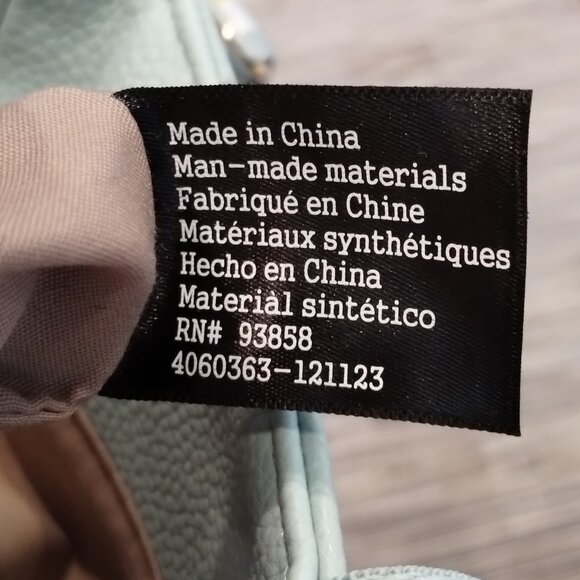 Made in China
Man-made materials
Fabriqué en Chine
Matériaux synthétiques
Hecho en China
Material sintético
RN# 93858
4060363-121123